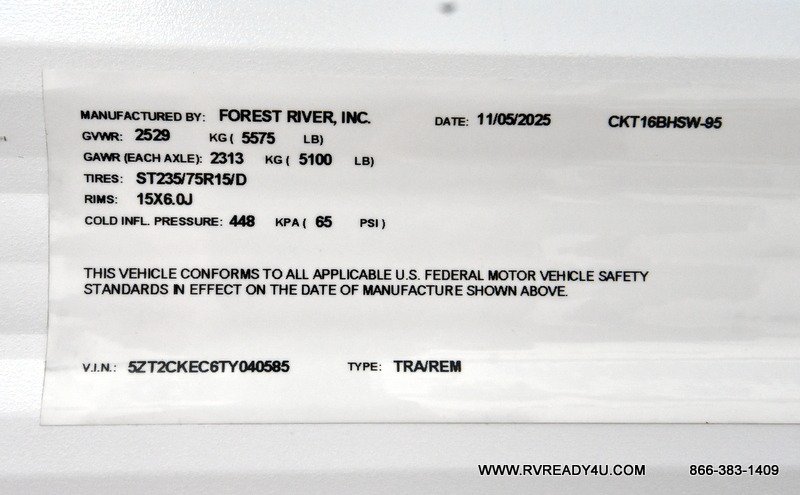 MANUFACTURED BY: FOREST RIVER, INC. DATE: 11/05/2025 CKT16BHSW-95
GVWR: 2529 KG ( 5575 LB)
GAWR (EACH AXLE): 2313 KG ( 5100 LB)
TIRES: ST235/75R15/D
RIMS: 15X6.0J
COLD INFL. PRESSURE: 448 KPA ( 65 PSI )
THIS VEHICLE CONFORMS TO ALL APPLICABLE U.S. FEDERAL MOTOR VEHICLE SAFETY
STANDARDS IN EFFECT ON THE DATE OF MANUFACTURE SHOWN ABOVE.
V.I.N.: 5ZT2CKEC6TY040585 TYPE: TRA/REM
WWW.RVREADY4U.COM 866-383-1409